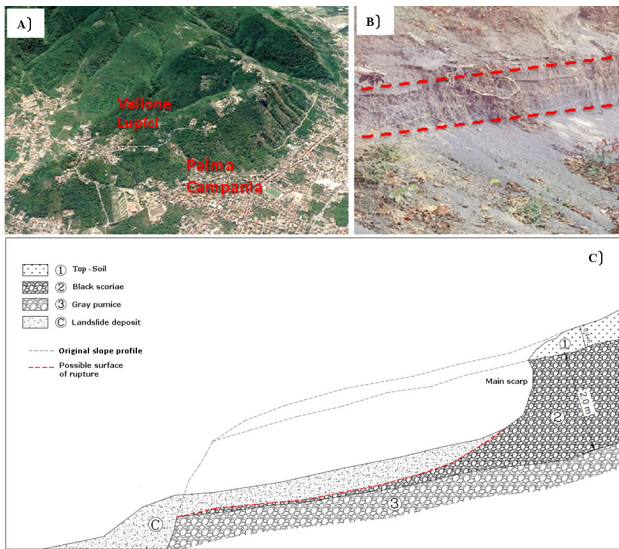 A)
Vallone
Lupici
Palma
Campania
B)
C)
1 Top - Soil
2 Black scoriae
3 Gray pumice
C Landslide deposit
Original slope profile
Possible surface
of rupture
Main scarp
1
2.0 m
2
3
C